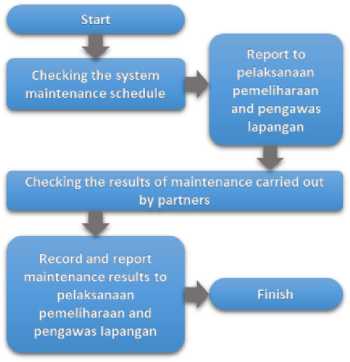 Start
Checking the system
maintenance schedule
Report to
pelaksanaan
pemeliharaan
and pengawas
lapangan
Checking the results of maintenance carried out
by partners
Record and report
maintenance results to
pelaksanaan
pemeliharaan and
pengawas lapangan
Finish